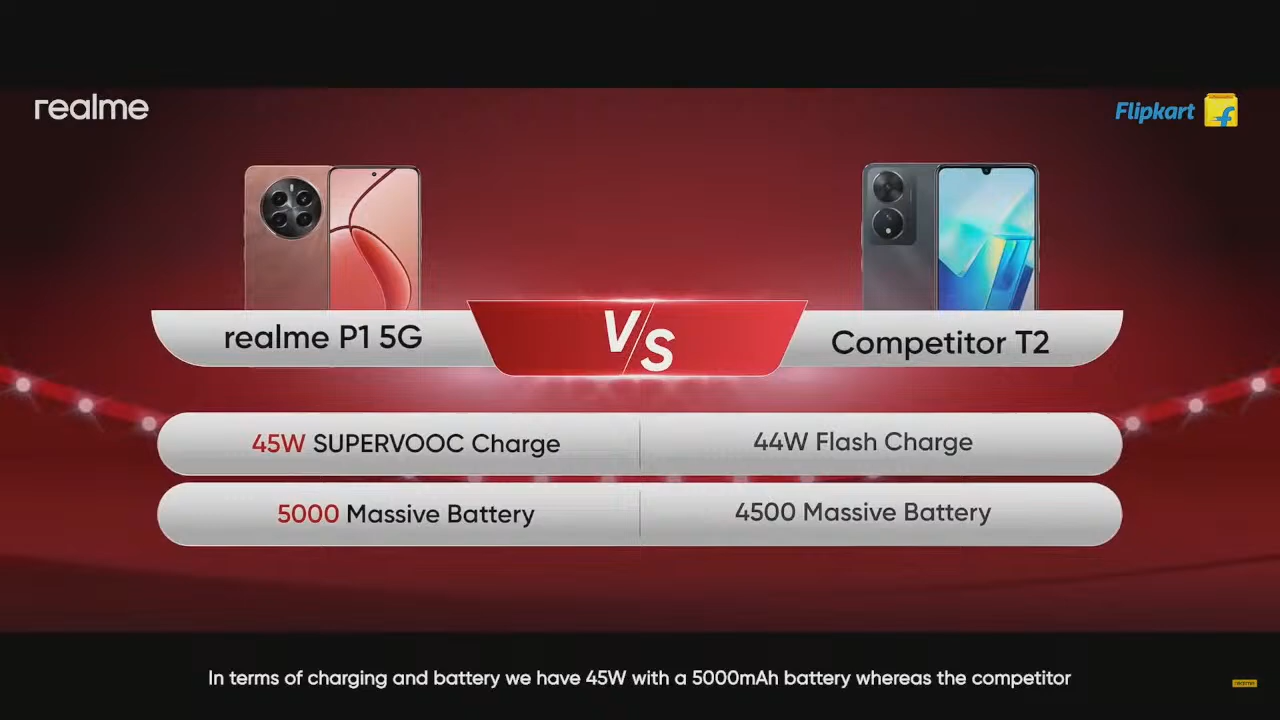 realme
Flipkart
realme P1 5G
VS
Competitor T2
45W SUPERVOOC Charge
44W Flash Charge
5000 Massive Battery
4500 Massive Battery
In terms of charging and battery we have 45W with a 5000mAh battery whereas the competitor
realme